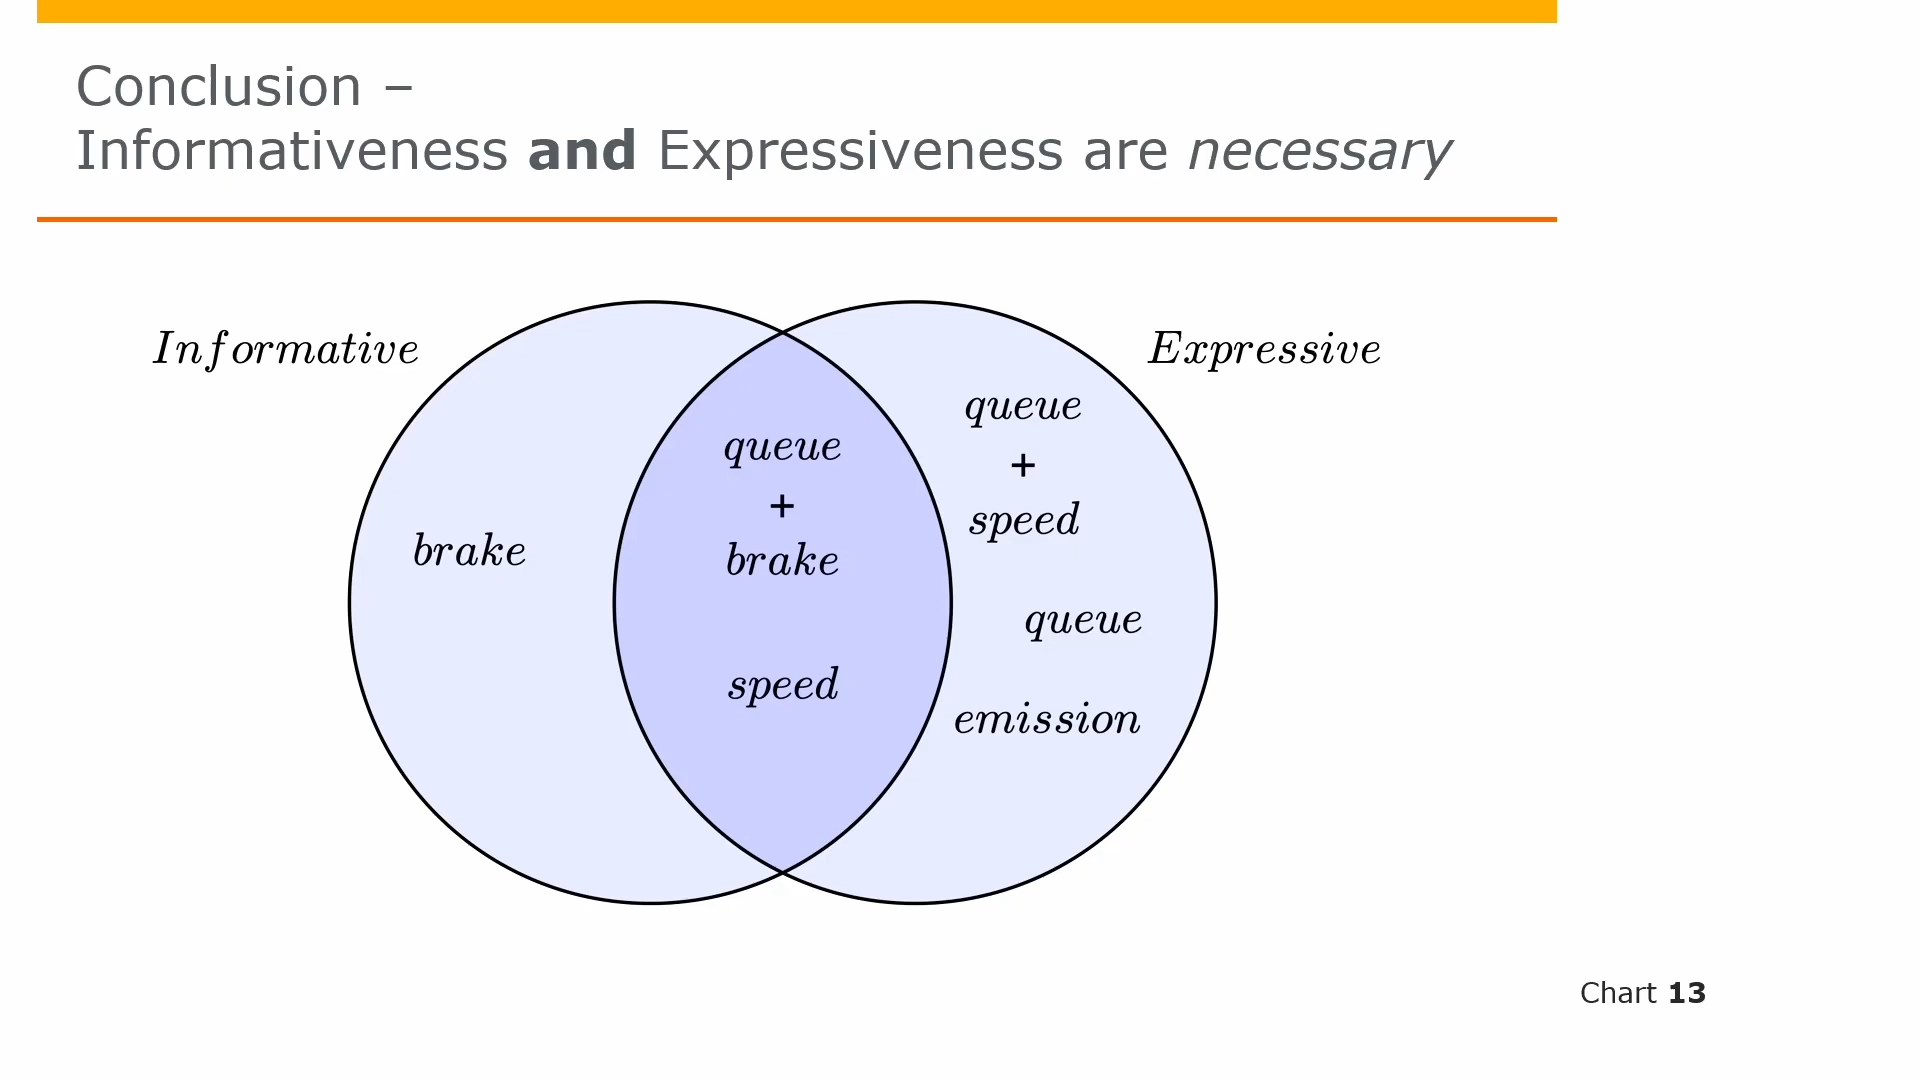 Conclusion –
Informativeness and Expressiveness are necessary
Informative
Expressive
brake
queue
+
brake
speed
queue
+
speed
queue
emission
Chart 13